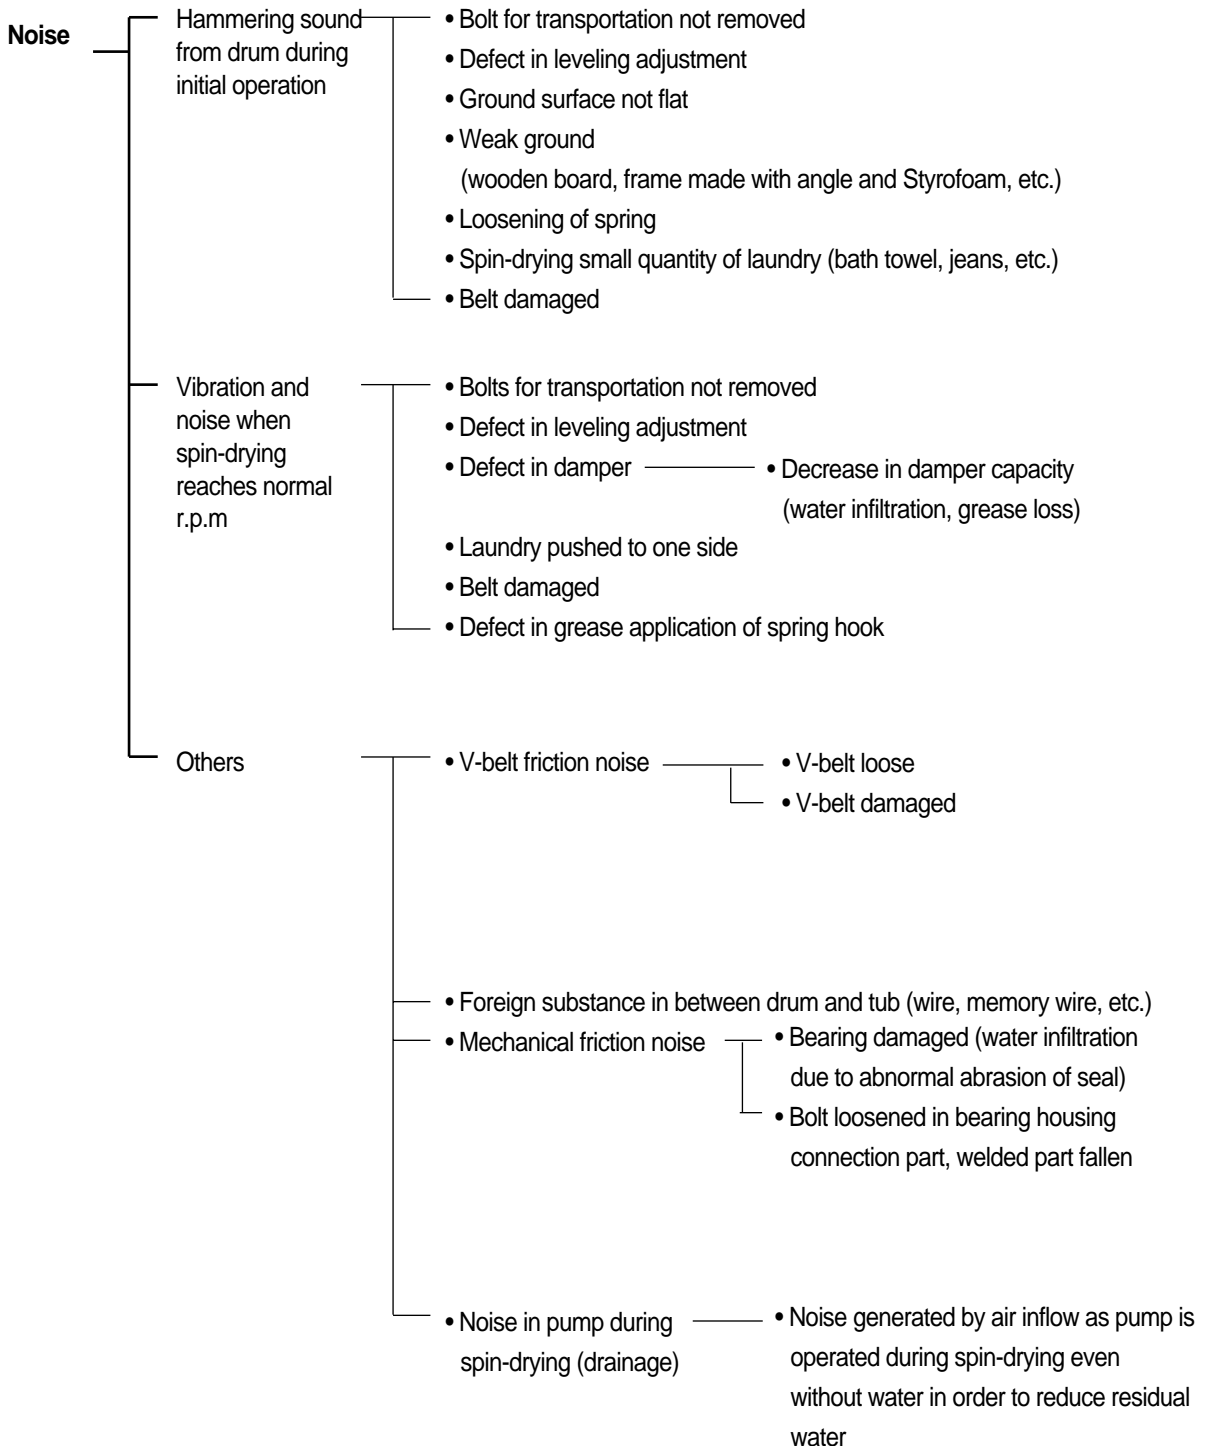 Noise
Hammering sound
from drum during
initial operation
• Bolt for transportation not removed
• Defect in leveling adjustment
• Ground surface not flat
• Weak ground
(wooden board, frame made with angle and Styrofoam, etc.)
• Loosening of spring
• Spin-drying small quantity of laundry (bath towel, jeans, etc.)
• Belt damaged
Vibration and
noise when
spin-drying
reaches normal
r.p.m
• Bolts for transportation not removed
• Defect in leveling adjustment
• Defect in damper
• Decrease in damper capacity
(water infiltration, grease loss)
• Laundry pushed to one side
• Belt damaged
• Defect in grease application of spring hook
Others
• V-belt friction noise
• V-belt loose
• V-belt damaged
• Foreign substance in between drum and tub (wire, memory wire, etc.)
• Mechanical friction noise
• Bearing damaged (water infiltration
due to abnormal abrasion of seal)
• Bolt loosened in bearing housing
connection part, welded part fallen
• Noise in pump during
spin-drying (drainage)
• Noise generated by air inflow as pump is
operated during spin-drying even
without water in order to reduce residual
water